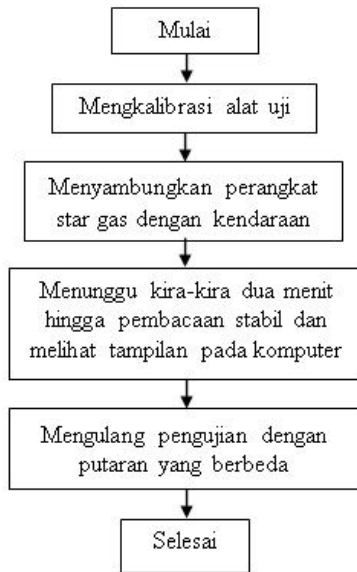 Mulai
Mengkalibrasi alat uji
Menyambungkan perangkat
star gas dengan kendaraan
Menunggu kira-kira dua menit
hingga pembacaan stabil dan
melihat tampilan pada komputer
Mengulang pengujian dengan
putaran yang berbeda
Selesai